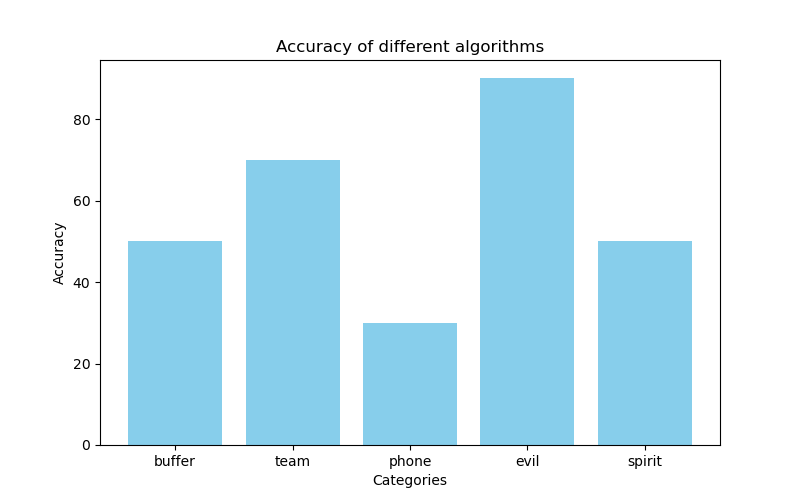 Accuracy of different algorithms
Accuracy
80
60
40
20
0
buffer team phone evil spirit
Categories